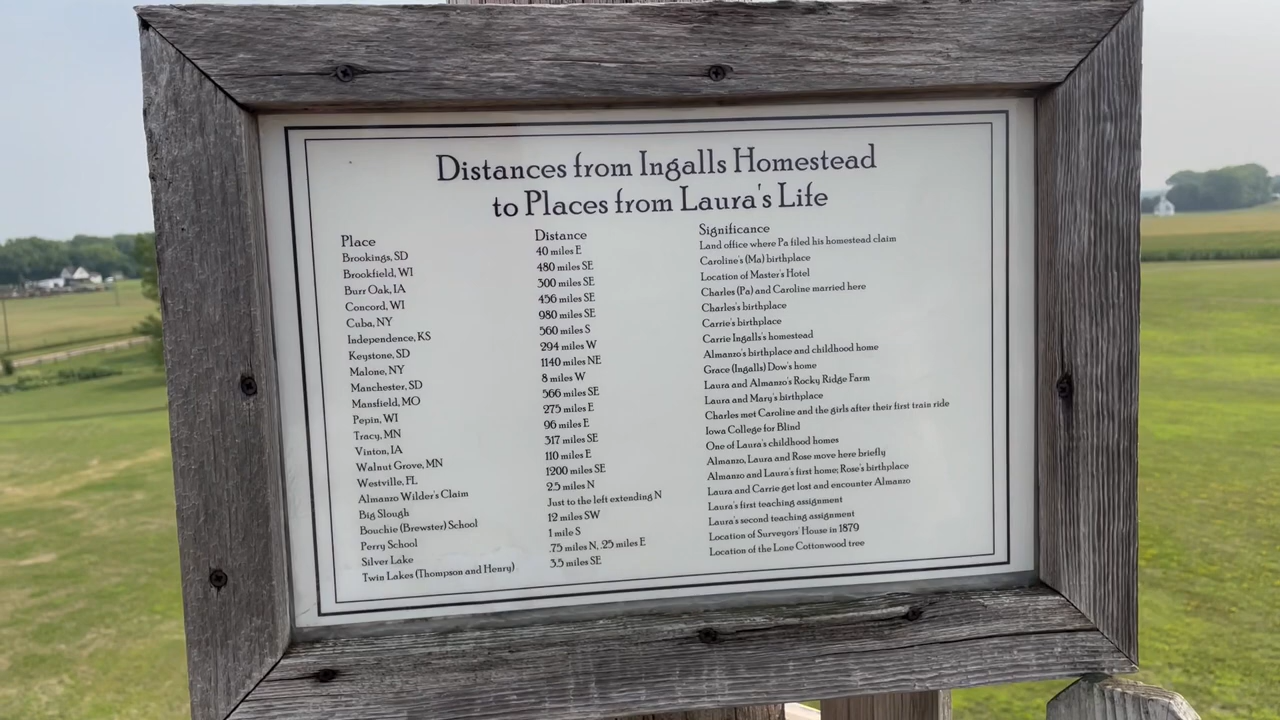 Distances from Ingalls Homestead
to Places from Laura's Life
Place Distance Significance
Brookings, SD 40 miles E Land office where Pa filed his homestead claim
Brookfield, WI 480 miles SE Caroline's (Ma) birthplace
Burr Oak, IA 300 miles SE Location of Master's Hotel
Concord, WI 456 miles SE Charles (Pa) and Caroline married here
Cuba, NY 980 miles SE Charles's birthplace
Independence, KS 560 miles S Carrie's birthplace
Keystone, SD 294 miles W Carrie Ingalls's homestead
Malone, NY 1140 miles NE Almanzo's birthplace and childhood home
Manchester, SD 8 miles W Grace (Ingalls) Dow's home
Mansfield, MO 566 miles SE Laura and Almanzo's Rocky Ridge Farm
Pepin, WI 275 miles E Laura and Mary's birthplace
Tracy, MN 96 miles E Charles met Caroline and the girls after their first train ride
Vinton, IA 317 miles SE Iowa College for Blind
Walnut Grove, MN 110 miles E One of Laura's childhood homes
Westville, FL 1200 miles SE Almanzo, Laura and Rose move here briefly
Almanzo Wilder's Claim 2.5 miles N Almanzo and Laura's first home; Rose's birthplace
Big Slough Just to the left extending N Laura and Carrie get lost and encounter Almanzo
Bouchie (Brewster) School 12 miles SW Laura's first teaching assignment
Perry School 1 mile S Laura's second teaching assignment
Silver Lake .75 miles N, .25 miles E Location of Surveyors' House in 1879
Twin Lakes (Thompson and Henry) 3.5 miles SE Location of the Lone Cottonwood tree